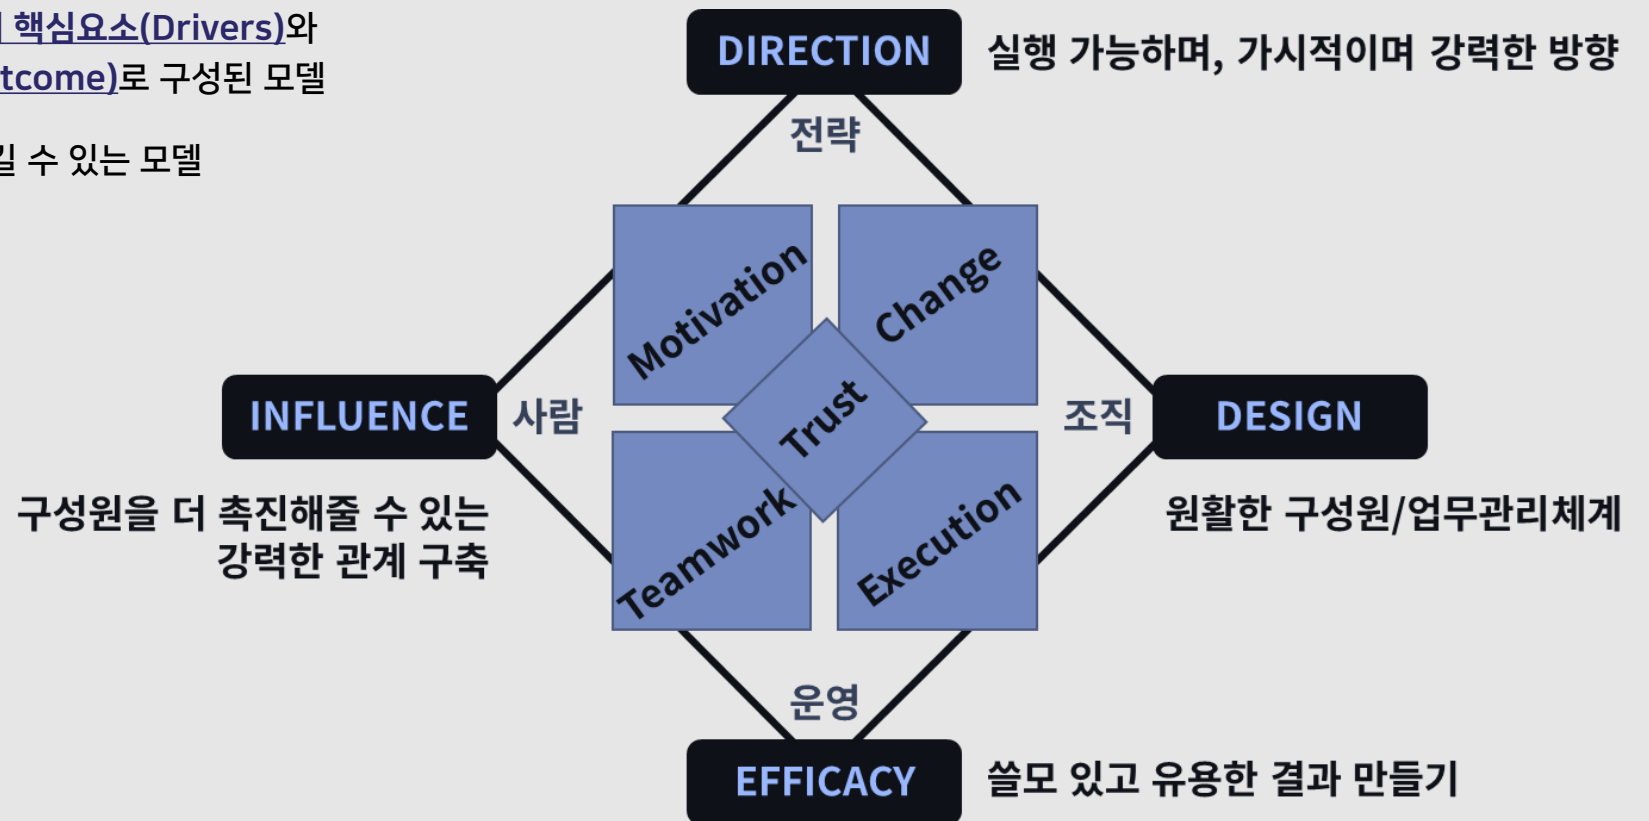 핵심요소(Drivers)와
tcome)로 구성된 모델
수 있는 모델
DIRECTION
실행 가능하며, 가시적이며 강력한 방향
전략
Motivation
Change
Trust
INFLUENCE
사람
조직
DESIGN
구성원을 더 촉진해줄 수 있는
강력한 관계 구축
원활한 구성원/업무관리체계
Teamwork
Execution
운영
EFFICACY
쓸모 있고 유용한 결과 만들기